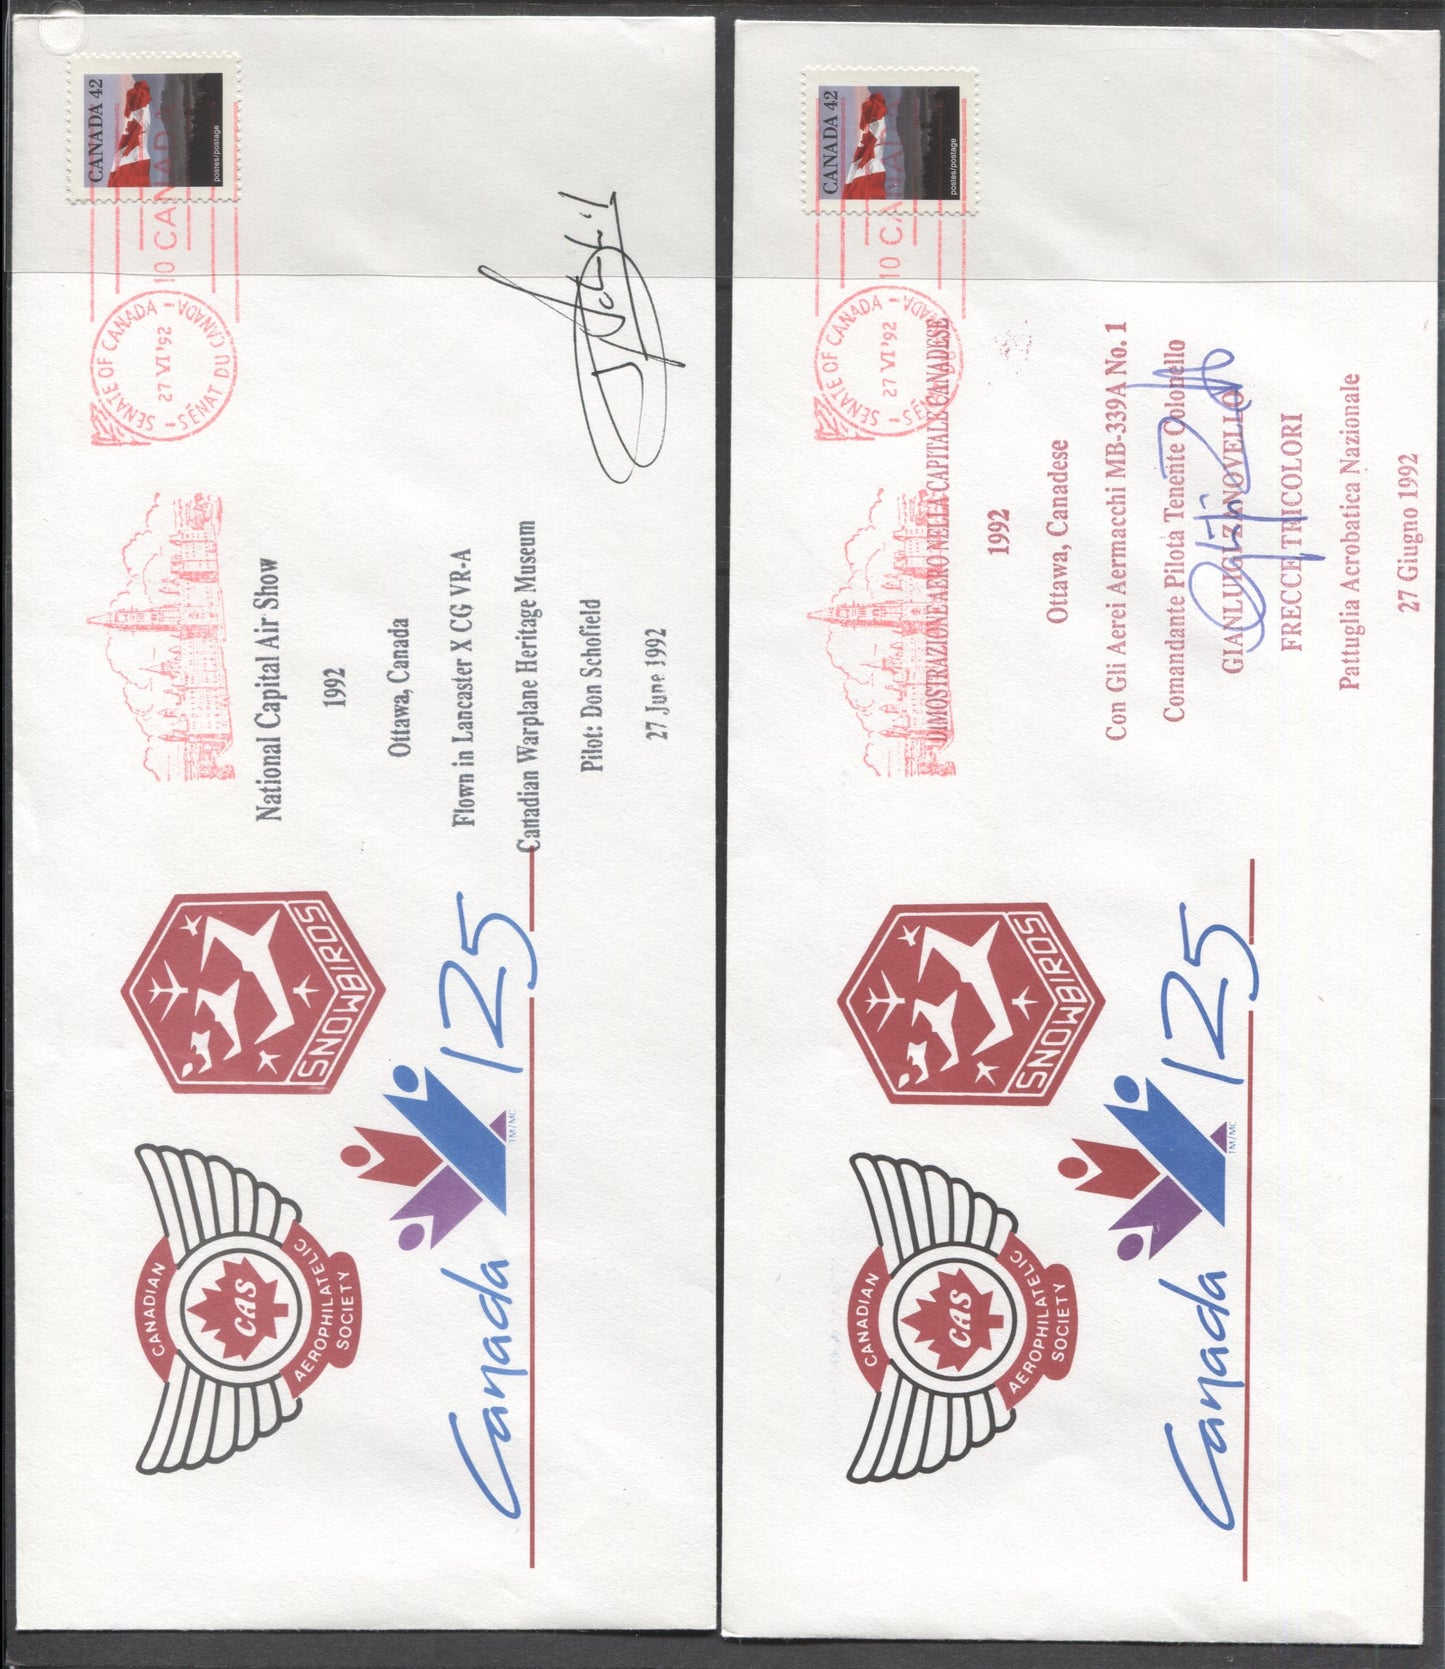 CANADA 42
postes/postage
10 CANADA
SENATE OF CANADA
SÉNAT DU CANADA
27 VI '92
National Capital Air Show
1992
Ottawa, Canada
Flown in Lancaster X CG VR-A
Canadian Warplane Heritage Museum
Pilot: Don Schofield
27 June 1992
SNOWBIRDS
CANADIAN
CAS
AEROPHILATELIC
SOCIETY
Canada 125
TM/MC
CANADA 42
postes/postage
10 CANADA
SENATE OF CANADA
27 VI '92
DIMOSTRAZIONE AERO NELLA CAPITALE CANADESE
1992
Ottawa, Canadese
Con Gli Aerei Aermacchi MB-339A No. 1
Comandante Pilota Tenente Colonello
GIANLUIGI ZANOVELLO
FRECCE TRICOLORI
Pattuglia Acrobatica Nazionale
27 Giugno 1992
SNOWBIRDS
CANADIAN
CAS
AEROPHILATELIC
SOCIETY
Canada 125
TM/MC